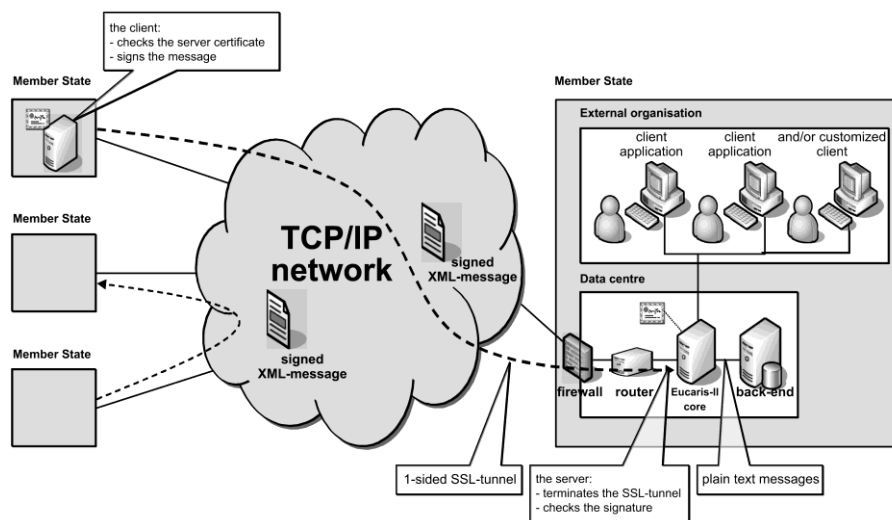 the client:
- checks the server certificate
- signs the message
Member State
Member State
External organisation
client
application
client
application
and/or customized
client
Member State
TCP/IP
network
signed
XML-message
signed
XML-message
Member State
Data centre
firewall
router
Eucaris-II
core
back-end
1-sided SSL-tunnel
the server:
- terminates the SSL-tunnel
- checks the signature
plain text messages